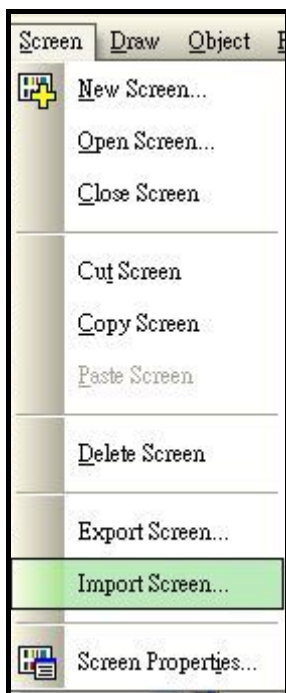 Screen Draw Object
New Screen...
Open Screen...
Close Screen
Cut Screen
Copy Screen
Paste Screen
Delete Screen
Export Screen...
Import Screen...
Screen Properties...